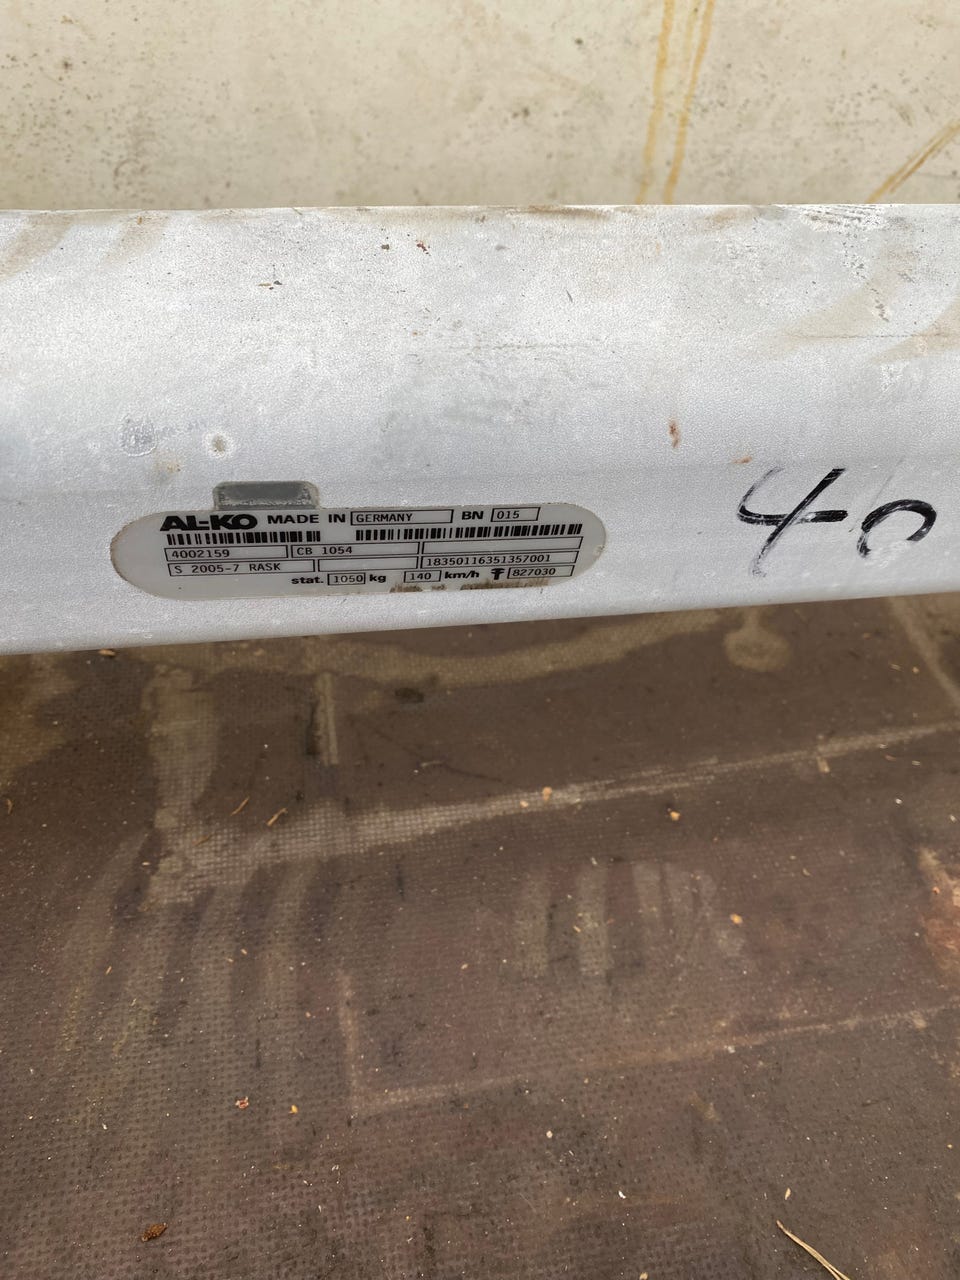 AL-KO MADE IN GERMANY BN 015
4002159 CB 1054
S 2005-7 RASK 18350116351357001
stat. 1050 kg 140 km/h 827030
40